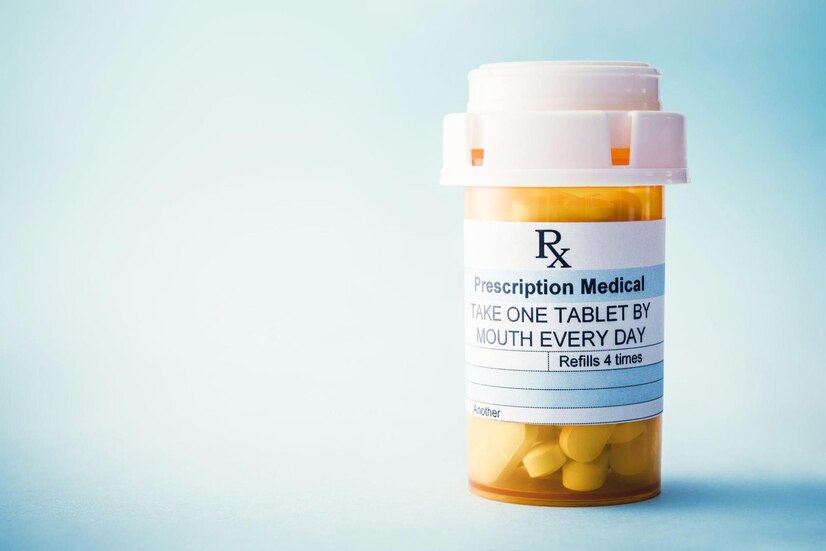 Rx
Prescription Medical
TAKE ONE TABLET BY
MOUTH EVERY DAY
Refills 4 times
Another